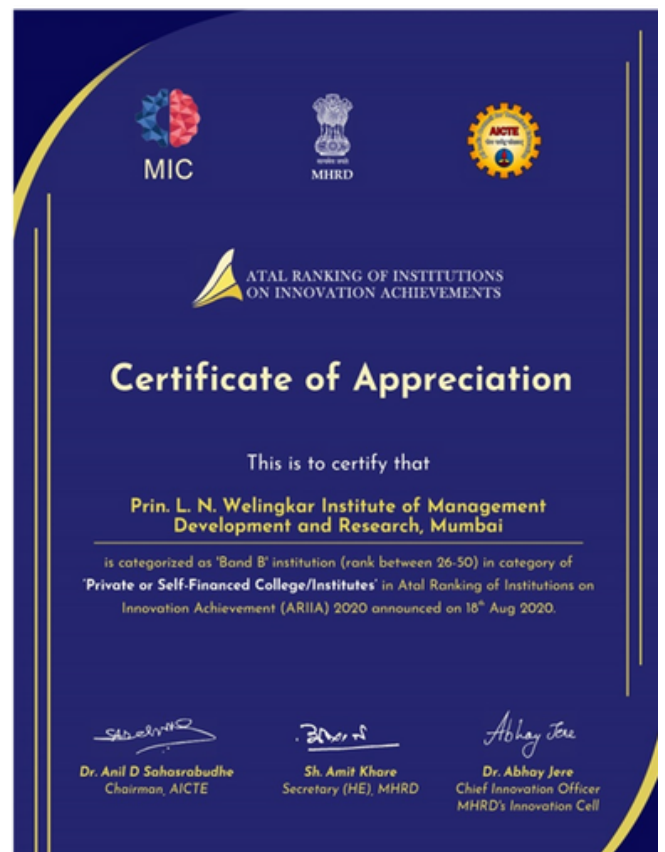 MIC
सत्यमेव जयते
MHRD
AICTE
ATAL RANKING OF INSTITUTIONS
ON INNOVATION ACHIEVEMENTS
Certificate of Appreciation
This is to certify that
Prin. L. N. Welingkar Institute of Management
Development and Research, Mumbai
is categorized as 'Band B' institution (rank between 26-50) in category of
'Private or Self-Financed College/Institutes' in Atal Ranking of Institutions on
Innovation Achievement (ARIIA) 2020 announced on 18th Aug 2020.
Abhay Jere
Dr. Anil D Sahasrabudhe
Chairman, AICTE
Sh. Amit Khare
Secretary (HE), MHRD
Dr. Abhay Jere
Chief Innovation Officer
MHRD's Innovation Cell